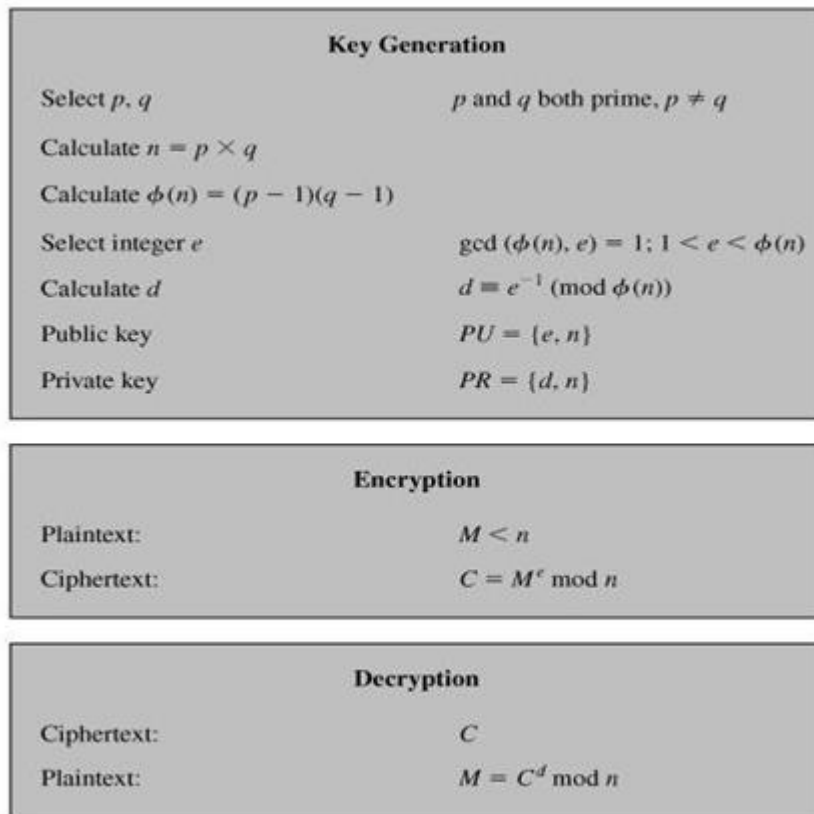 Key Generation
Select p, q p and q both prime, p ≠ q
Calculate n = p × q
Calculate ϕ(n) = (p − 1)(q − 1)
Select integer e gcd (ϕ(n), e) = 1; 1 < e < ϕ(n)
Calculate d d ≡ e⁻¹ (mod ϕ(n))
Public key PU = {e, n}
Private key PR = {d, n}
Encryption
Plaintext: M < n
Ciphertext: C = Mᵉ mod n
Decryption
Ciphertext: C
Plaintext: M = Cᵈ mod n